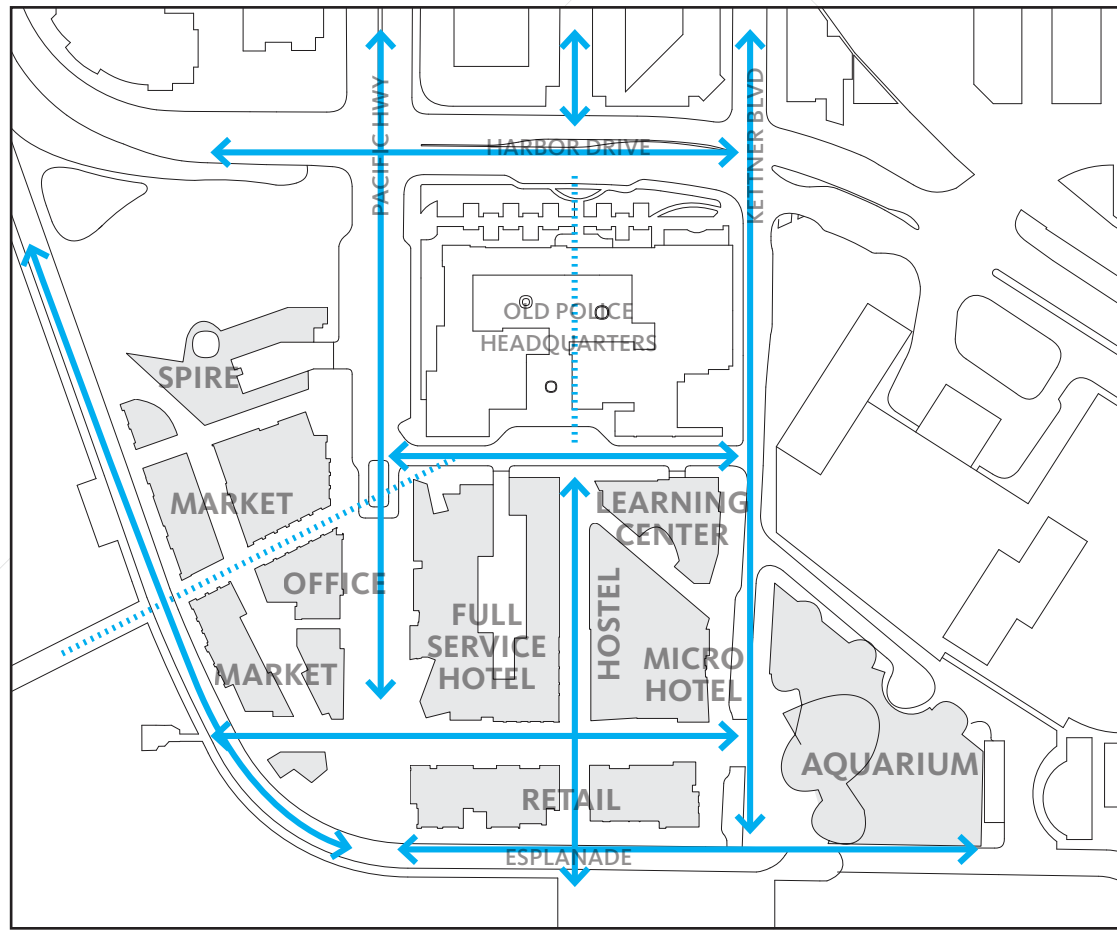 PACIFIC HWY
KETTNER BLVD
HARBOR DRIVE
OLD POLICE
HEADQUARTERS
SPIRE
MARKET
LEARNING
CENTER
OFFICE
FULL
SERVICE
HOTEL
HOSTEL
MICRO
HOTEL
MARKET
AQUARIUM
RETAIL
ESPLANADE